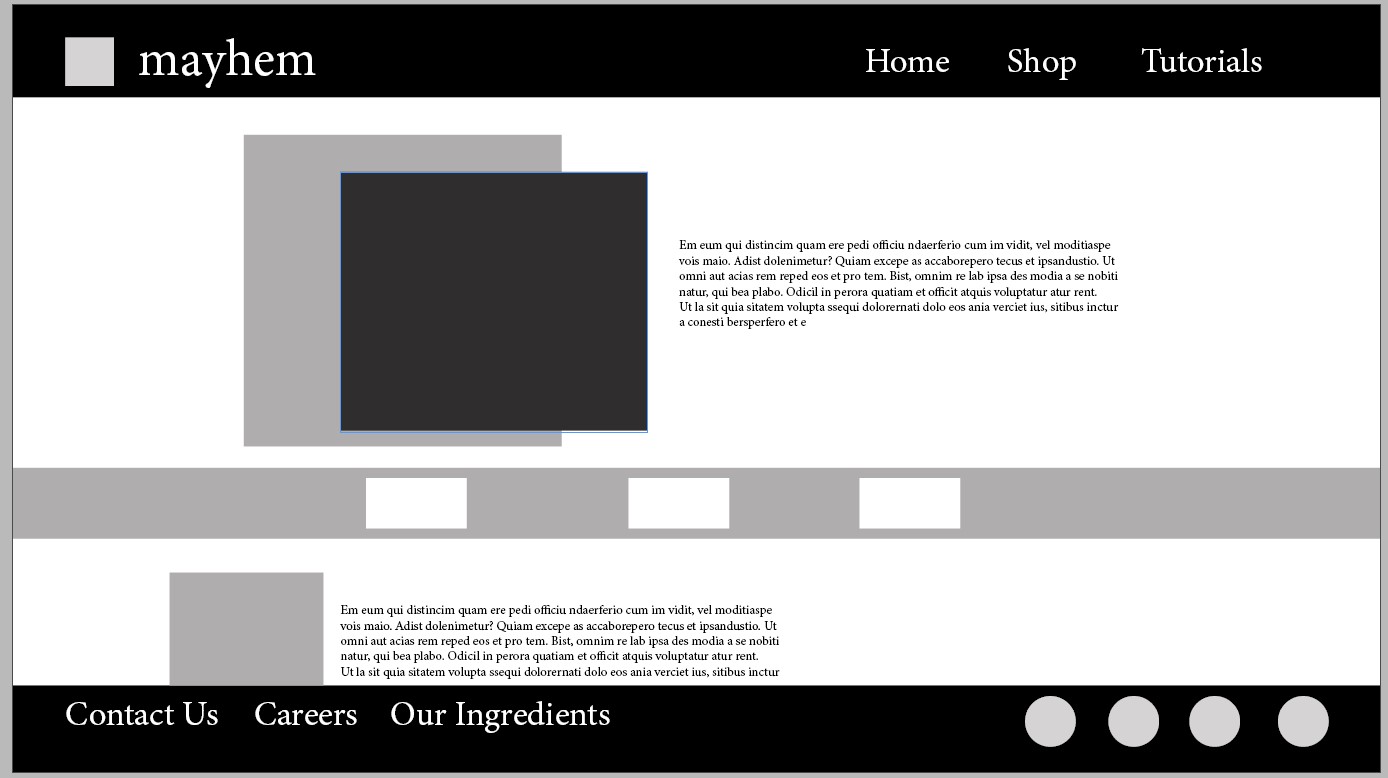 mayhem
Home Shop Tutorials
Em eum qui distincim quam ere pedi officiu ndaerferio cum im vidit, vel moditiaspe
vois maio. Adist dolenimetur? Quiam excepe as accaborepero tecus et ipsandustio. Ut
omni aut acias rem reped eos et pro tem. Bist, omnim re lab ipsa des modia a se nobiti
natur, qui bea plabo. Odicil in perora quatiam et officit atquis voluptatur atur rent.
Ut la sit quia sitatem volupta ssequi dolorernati dolo eos ania verciet ius, sitibus inctur
a conesti bersperfero et e
Em eum qui distincim quam ere pedi officiu ndaerferio cum im vidit, vel moditiaspe
vois maio. Adist dolenimetur? Quiam excepe as accaborepero tecus et ipsandustio. Ut
omni aut acias rem reped eos et pro tem. Bist, omnim re lab ipsa des modia a se nobiti
natur, qui bea plabo. Odicil in perora quatiam et officit atquis voluptatur atur rent.
Ut la sit quia sitatem volupta ssequi dolorernati dolo eos ania verciet ius, sitibus inctur
Contact Us Careers Our Ingredients